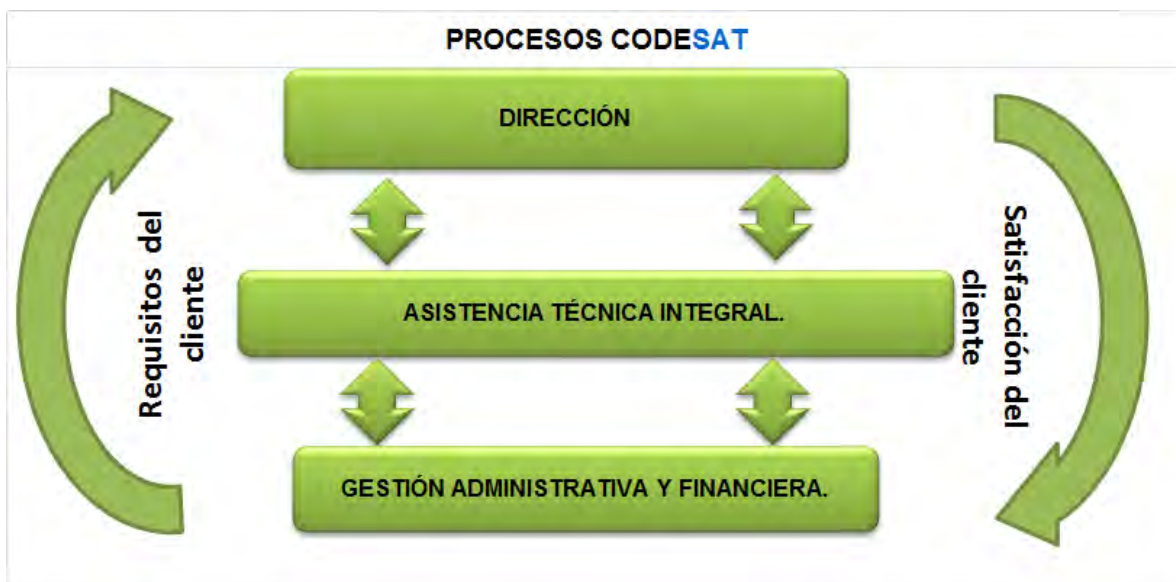 PROCESOS CODESAT
DIRECCIÓN
Requisitos del
cliente
ASISTENCIA TÉCNICA INTEGRAL.
Satisfacción del
cliente
GESTIÓN ADMINISTRATIVA Y FINANCIERA.